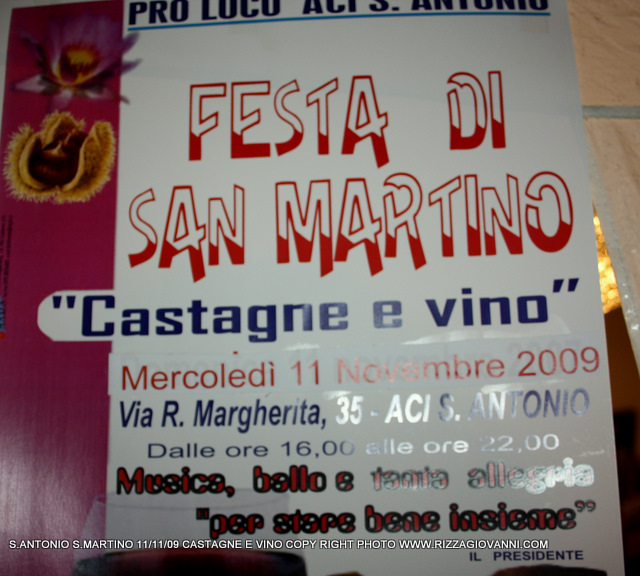 PRO LOCO ACI S. ANTONIO
FESTA DI
SAN MARTINO
"Castagne e vino"
Mercoledì 11 Novembre 2009
Via R. Margherita, 35 - ACI S. ANTONIO
Dalle ore 16,00 alle ore 22,00
Musica, ballo e tanta allegria
"per stare bene insieme"
IL PRESIDENTE
S.ANTONIO S.MARTINO 11/11/09 CASTAGNE E VINO COPY RIGHT PHOTO WWW.RIZZAGIOVANNI.COM